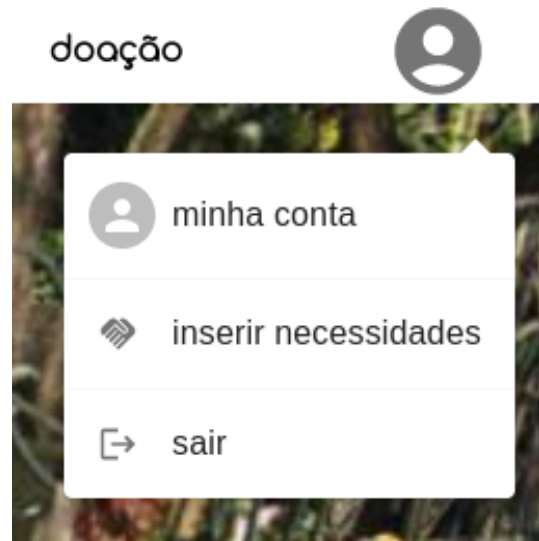 doação
minha conta
inserir necessidades
sair